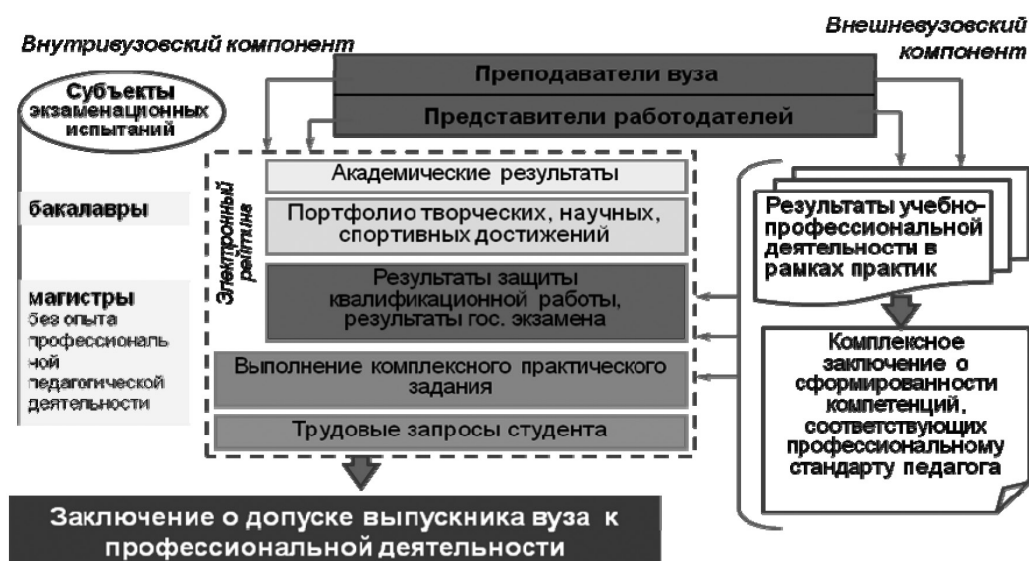 Внутривузовский компонент
Внешневузовский
компонент
Преподаватели вуза
Представители работодателей
Субъекты
экзаменационных
испытаний
бакалавры
магистры
без опыта
профессиональ
ной
педагогической
деятельности
Электронный
рейтинг
Академические результаты
Портфолио творческих, научных,
спортивных достижений
Результаты защиты
квалификационной работы,
результаты гос. экзамена
Выполнение комплексного практического
задания
Трудовые запросы студента
Результаты учебно-
профессиональной
деятельности в
рамках практик
Комплексное
заключение о
сформированности
компетенций,
соответствующих
профессиональному
стандарту педагога
Заключение о допуске выпускника вуза к
профессиональной деятельности